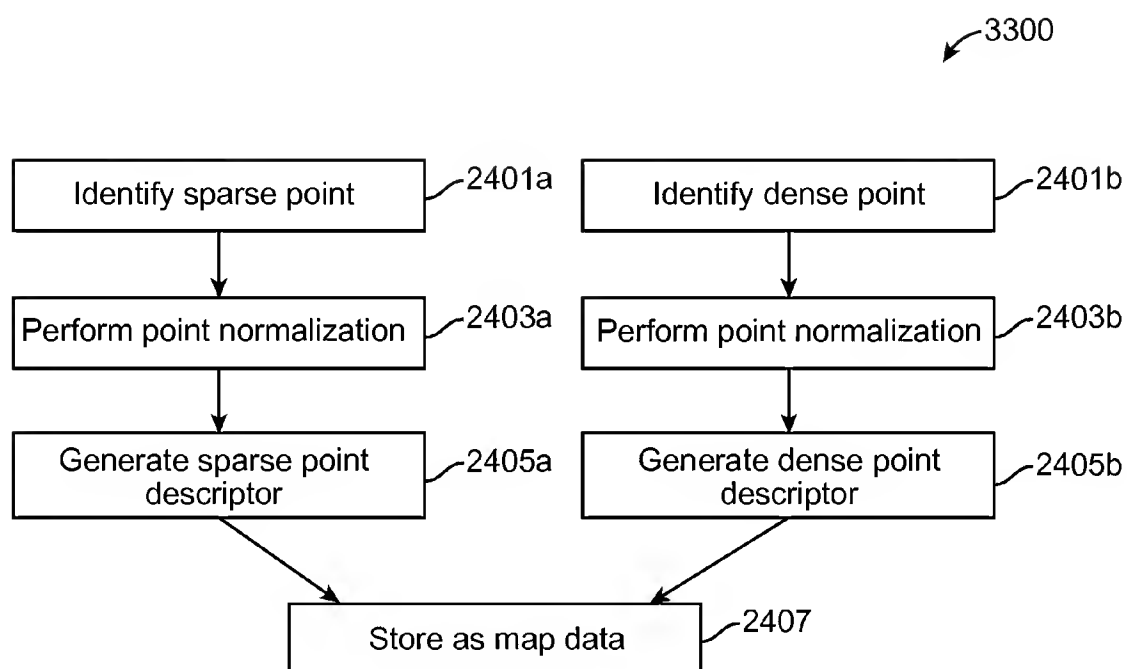 3300
Identify sparse point
2401a
Identify dense point
2401b
Perform point normalization
2403a
Perform point normalization
2403b
Generate sparse point
descriptor
2405a
Generate dense point
descriptor
2405b
Store as map data
2407